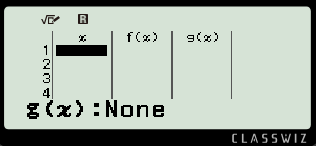 √▱ R
x f(x) g(x)
1
2
3
4
g(x):None
CLASSWIZ